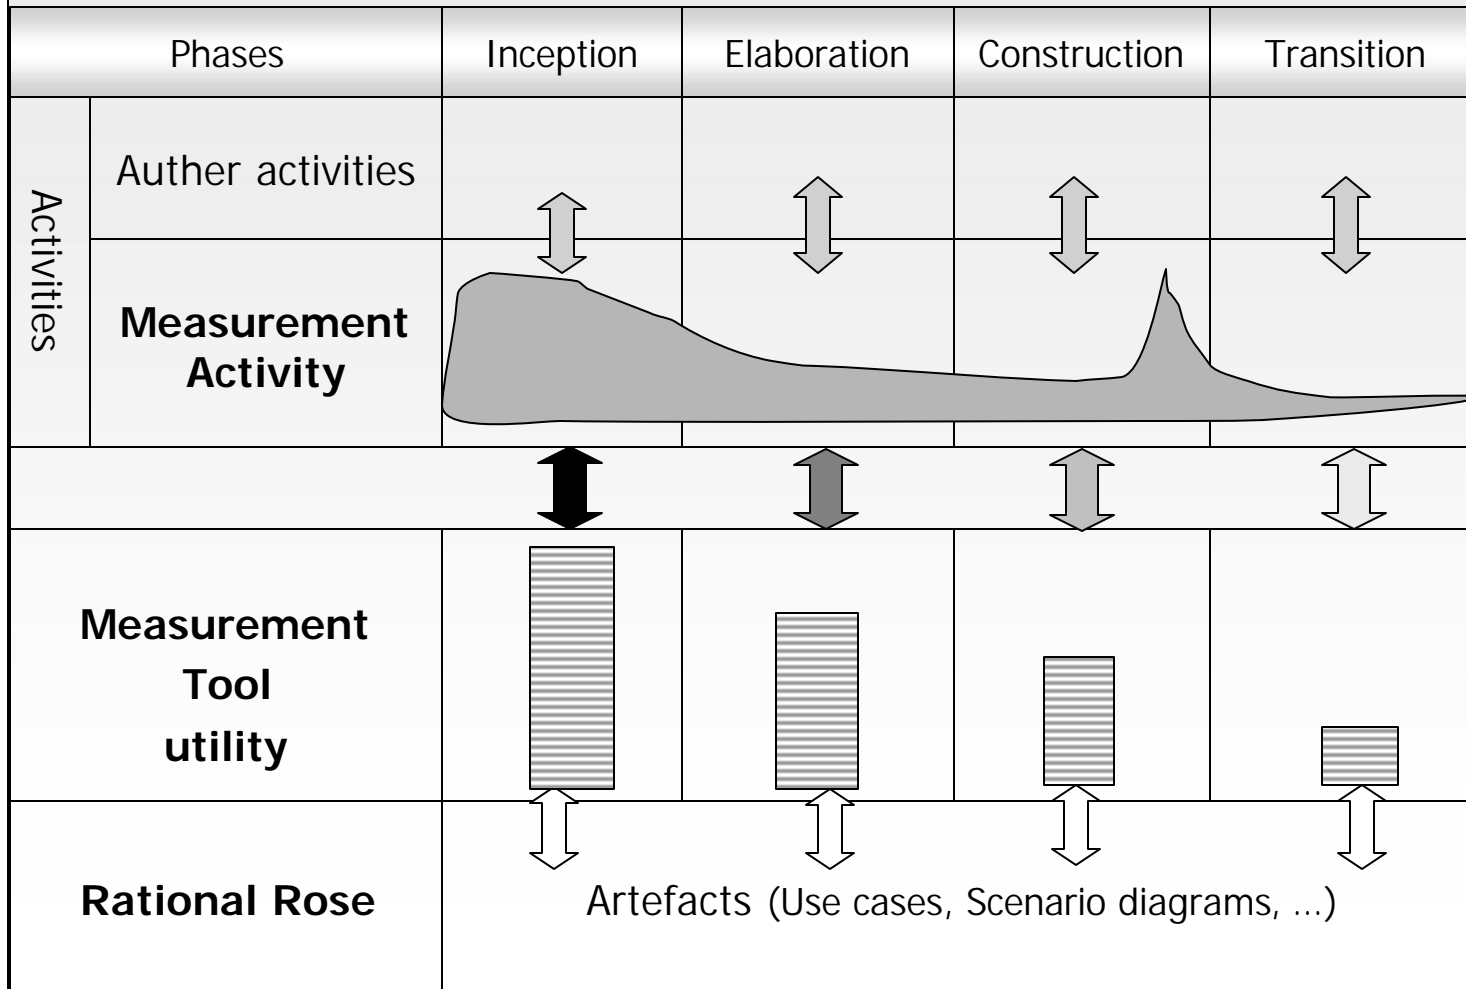 Phases
Inception
Elaboration
Construction
Transition
Activities
Auther activities
Measurement
Activity
Measurement
Tool
utility
Rational Rose
Artefacts (Use cases, Scenario diagrams, ...)